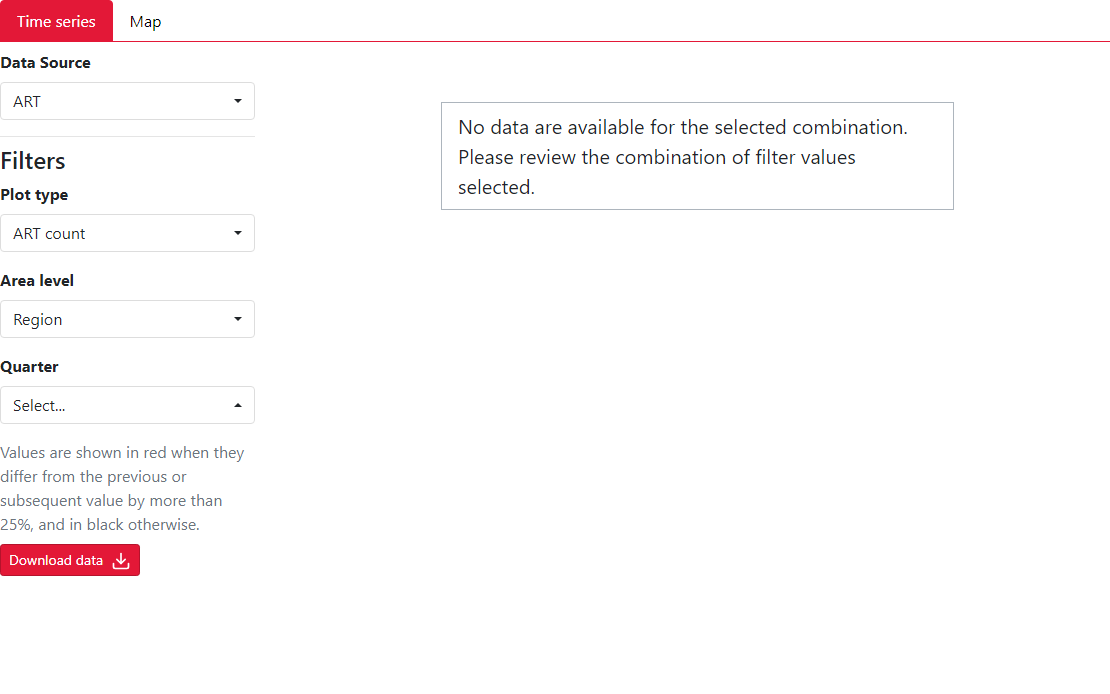 Time series
Map
Data Source
ART
Filters
Plot type
ART count
Area level
Region
Quarter
Select...
Values are shown in red when they
differ from the previous or
subsequent value by more than
25%, and in black otherwise.
Download data
No data are available for the selected combination.
Please review the combination of filter values
selected.